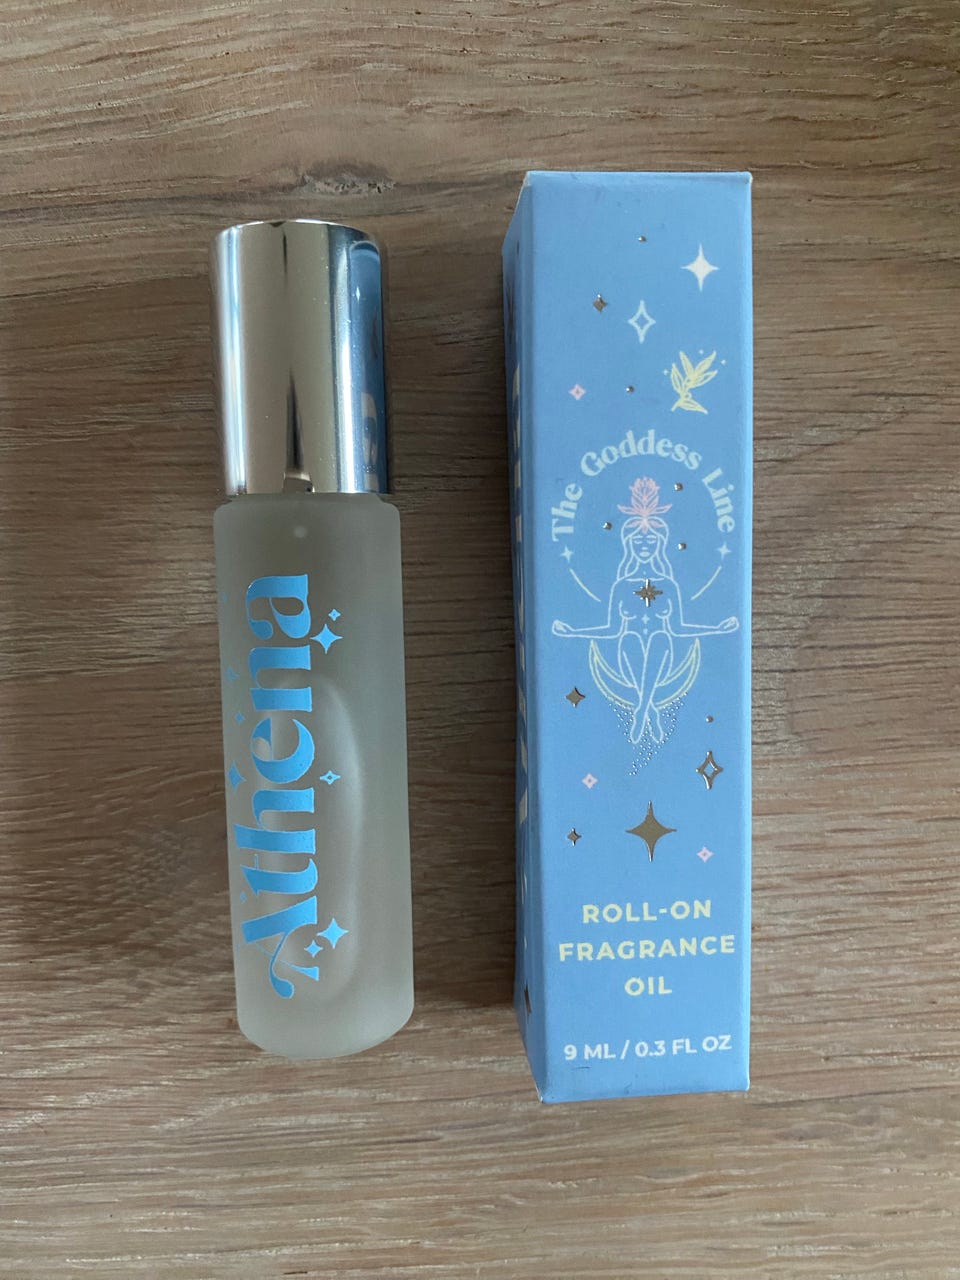 Athena
The Goddess Line
ROLL-ON
FRAGRANCE
OIL
9 ML / 0.3 FL OZ